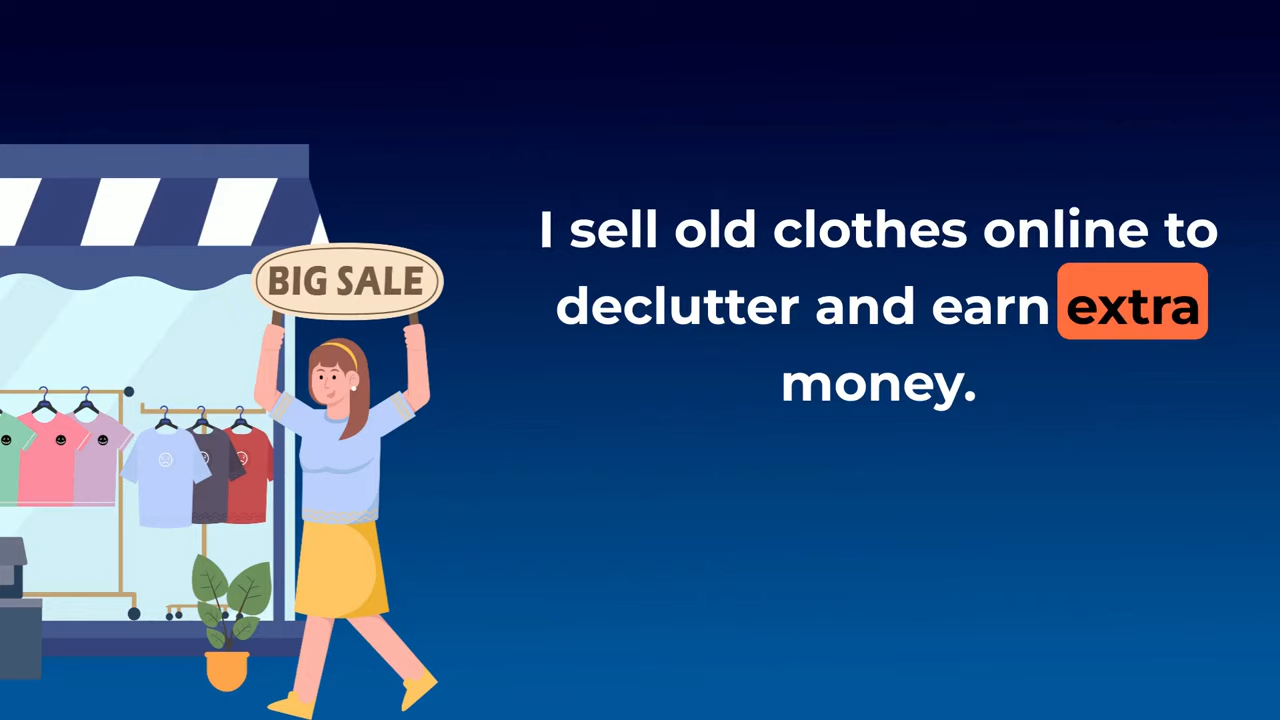 BIG SALE
I sell old clothes online to
declutter and earn extra
money.